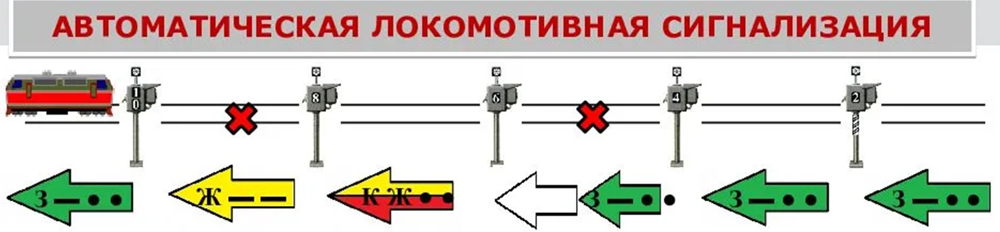 АВТОМАТИЧЕСКАЯ ЛОКОМОТИВНАЯ СИГНАЛИЗАЦИЯ
10 8 6 4 2
З Ж К Ж З З З